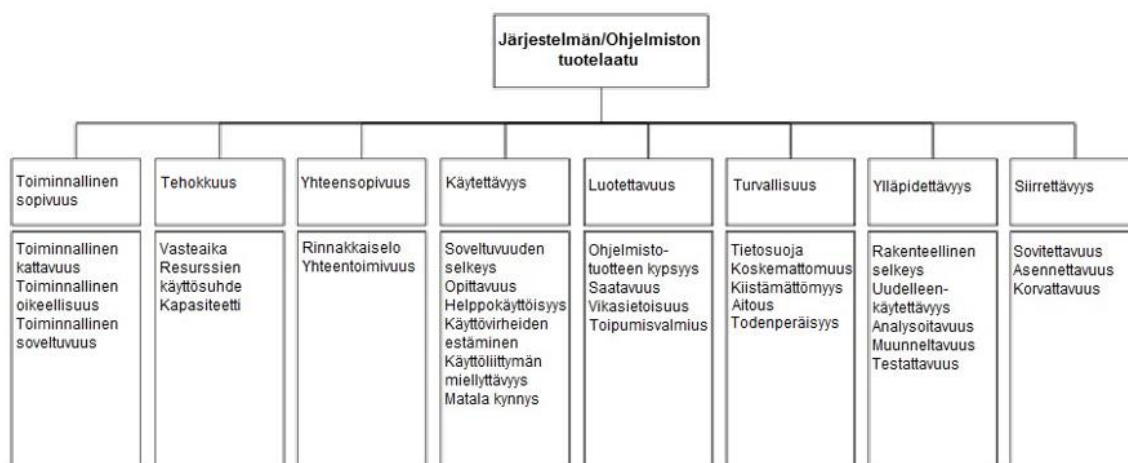 Järjestelmän/Ohjelmiston
tuotelaatu
Toiminnallinen
sopivuus
Tehokkuus
Yhteensopivuus
Käytettävyys
Luotettavuus
Turvallisuus
Ylläpidettävyys
Siirrettävyys
Toiminnallinen
kattavuus
Toiminnallinen
oikeellisuus
Toiminnallinen
soveltuvuus
Vasteaika
Resurssien
käyttösuhde
Kapasiteetti
Rinnakkaiselo
Yhteentoimivuus
Soveltuvuuden
selkeys
Opittavuus
Helppokäyttöisyys
Käyttövirheiden
estäminen
Käyttöliittymän
miellyttävyys
Matala kynnys
Ohjelmisto-
tuotteen kypsyys
Saatavuus
Vikasietoisuus
Toipumisvalmius
Tietosuoja
Koskemattomuus
Kiistämättömyys
Aitous
Todenperäisyys
Rakenteellinen
selkeys
Uudelleen-
käytettävyys
Analysoitavuus
Muunneltavuus
Testattavuus
Sovitettavuus
Asennettavuus
Korvattavuus